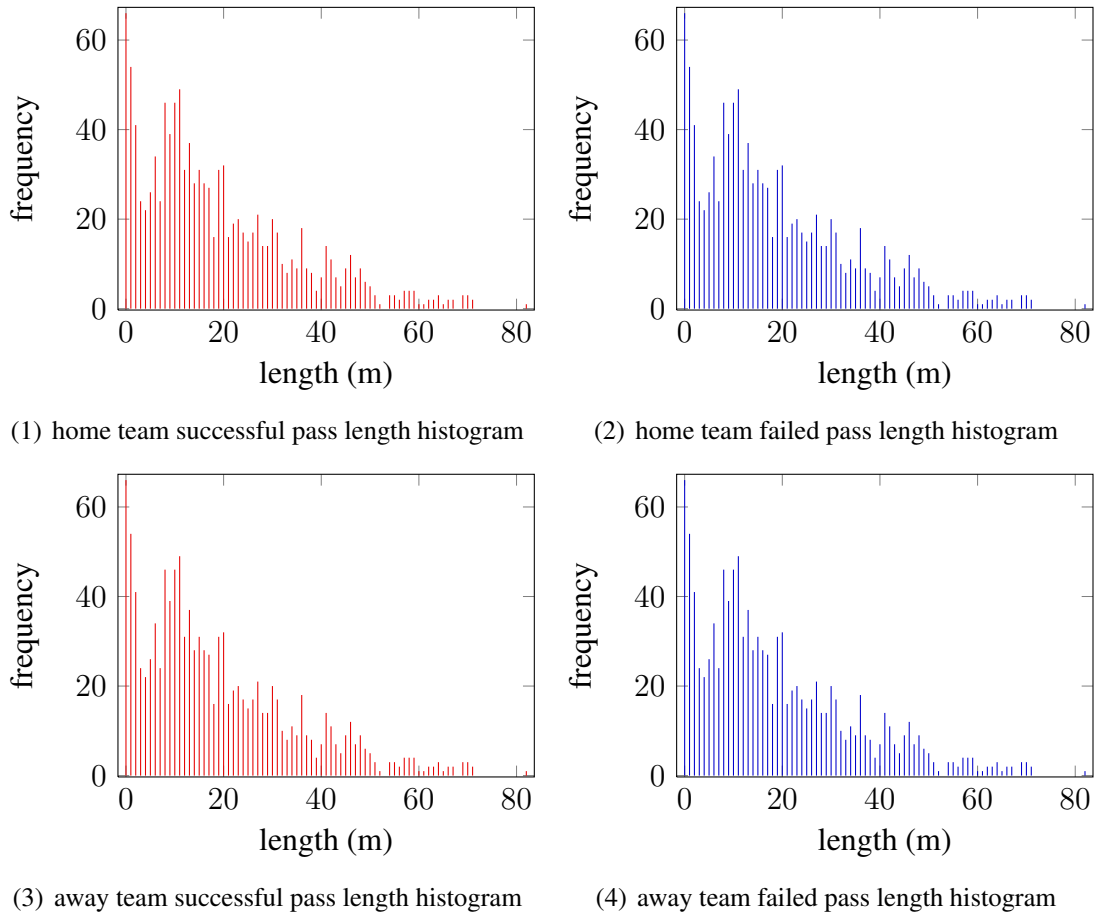 60
40
20
0
frequency
0 20 40 60 80
length (m)
(1) home team successful pass length histogram
60
40
20
0
frequency
0 20 40 60 80
length (m)
(2) home team failed pass length histogram
60
40
20
0
frequency
0 20 40 60 80
length (m)
(3) away team successful pass length histogram
60
40
20
0
frequency
0 20 40 60 80
length (m)
(4) away team failed pass length histogram